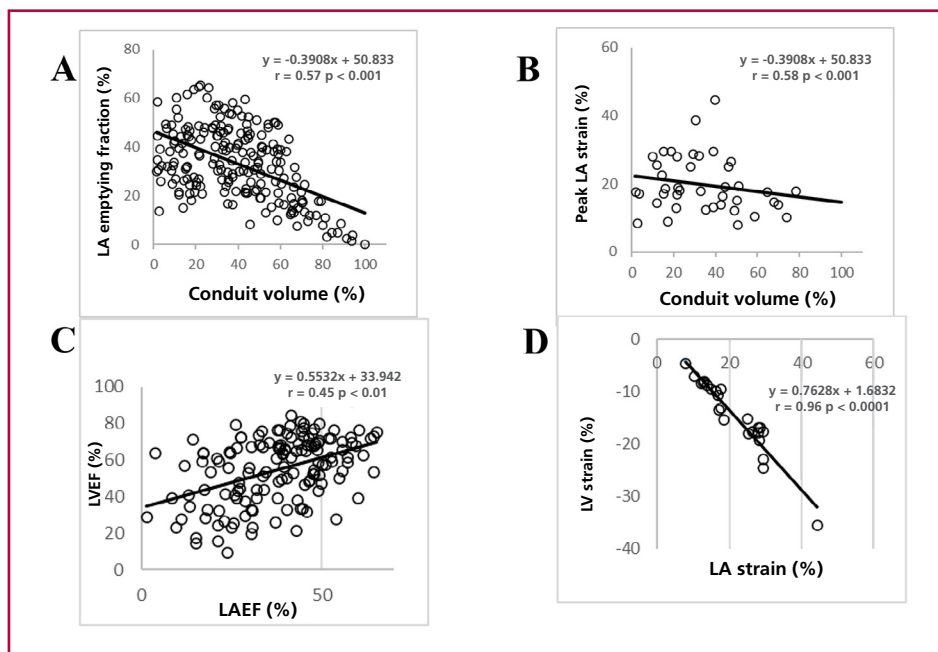 A
80
60
40
20
0
LA emptying fraction (%)
y = -0.3908x + 50.833
r = 0.57 p < 0.001
0 20 40 60 80 100
Conduit volume (%)
B
60
40
20
0
Peak LA strain (%)
y = -0.3908x + 50.833
r = 0.58 p < 0.001
0 20 40 60 80 100
Conduit volume (%)
C
100
80
60
40
20
0
LVEF (%)
y = 0.5532x + 33.942
r = 0.45 p < 0.01
0 50
LAEF (%)
D
0
-10
-20
-30
-40
LV strain (%)
0 20 40 60
y = 0.7628x + 1.6832
r = 0.96 p < 0.0001
LA strain (%)